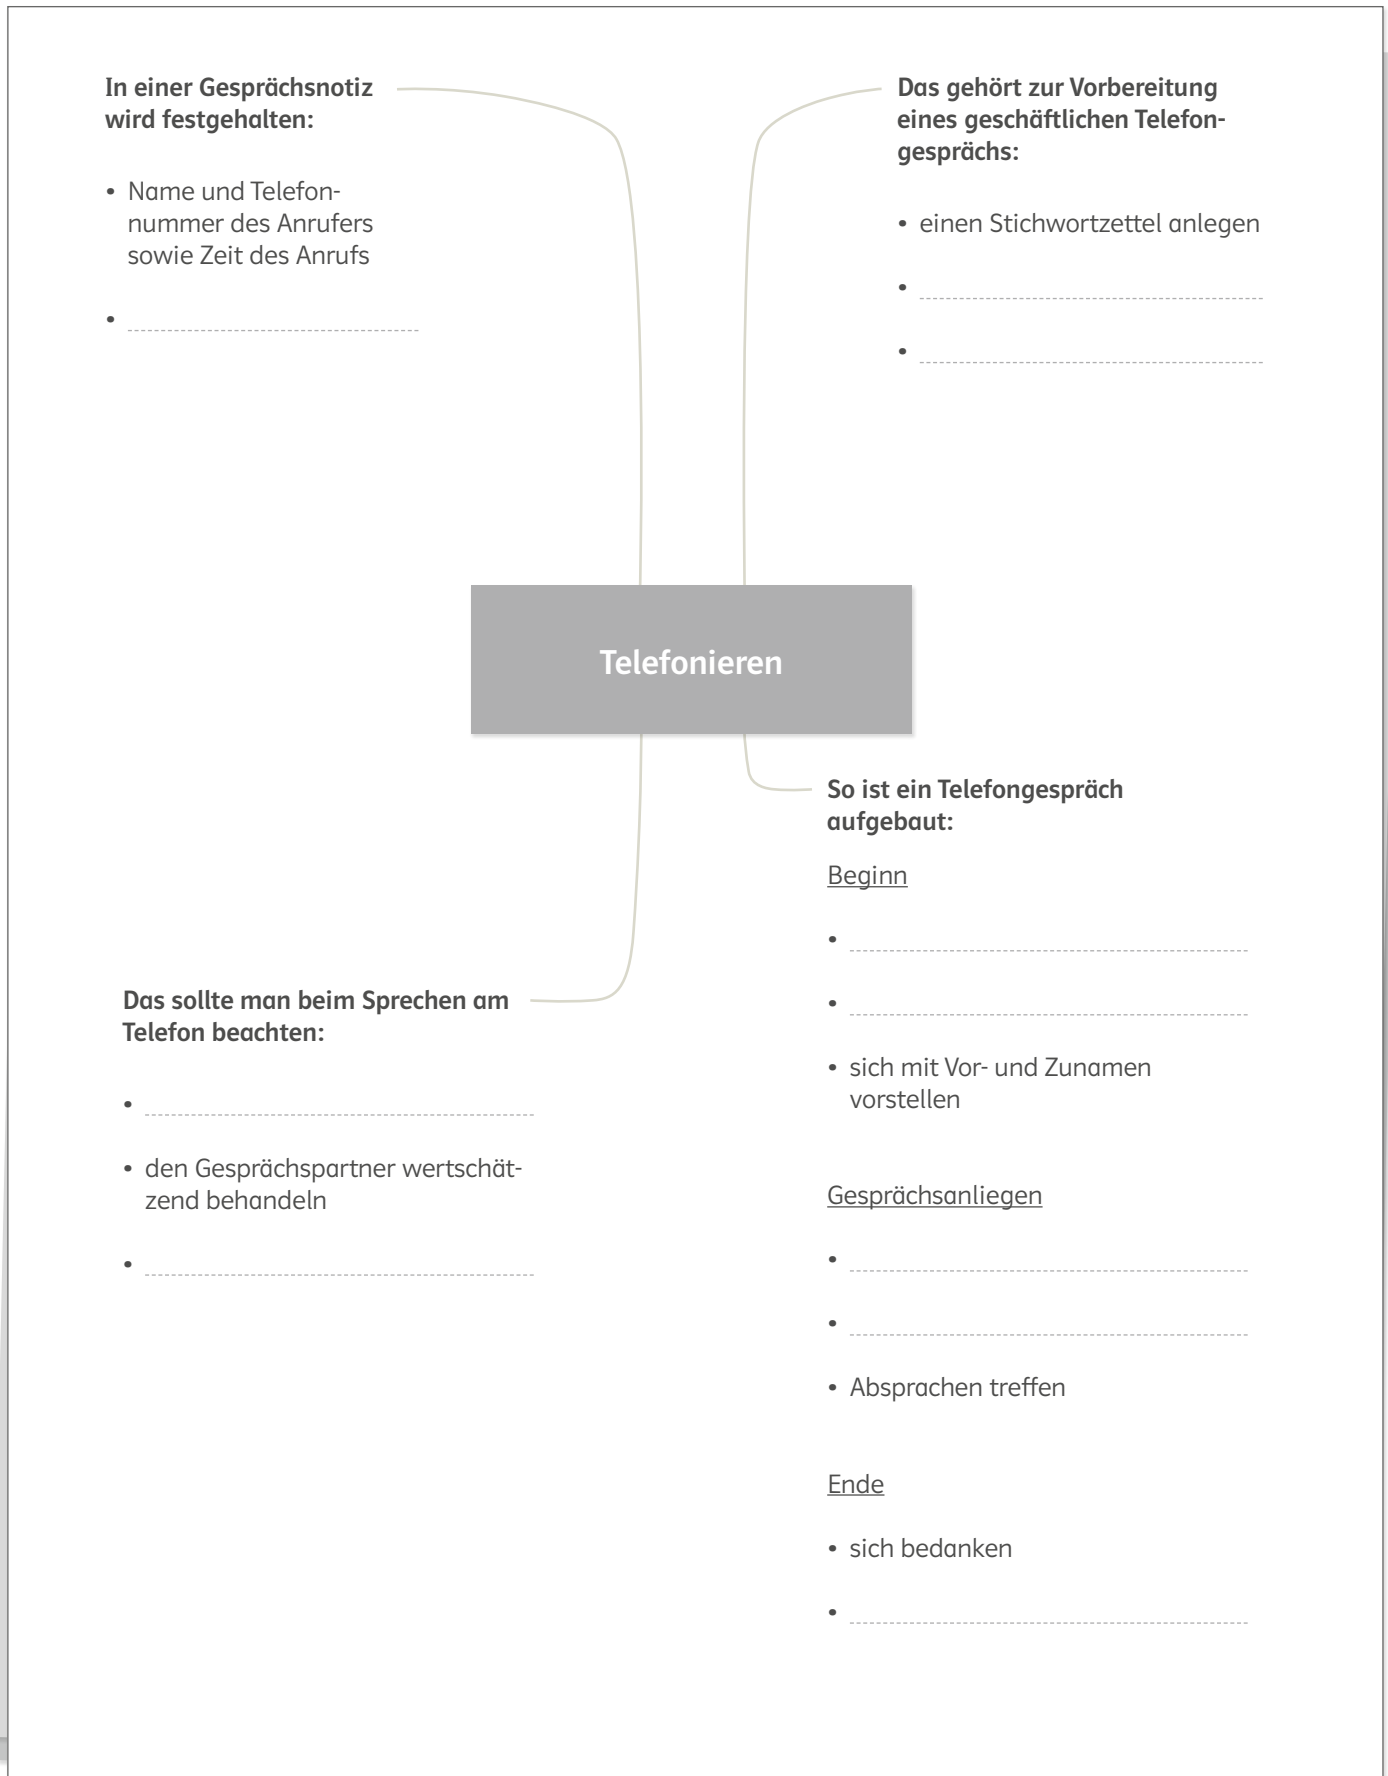 In einer Gesprächsnotiz
wird festgehalten:
• Name und Telefon-
nummer des Anrufers
sowie Zeit des Anrufs
•
Das gehört zur Vorbereitung
eines geschäftlichen Telefon-
gesprächs:
• einen Stichwortzettel anlegen
•
•
Telefonieren
Das sollte man beim Sprechen am
Telefon beachten:
•
• den Gesprächspartner wertschät-
zend behandeln
•
So ist ein Telefongespräch
aufgebaut:
Beginn
•
•
• sich mit Vor- und Zunamen
vorstellen
Gesprächsanliegen
•
•
• Absprachen treffen
Ende
• sich bedanken
•